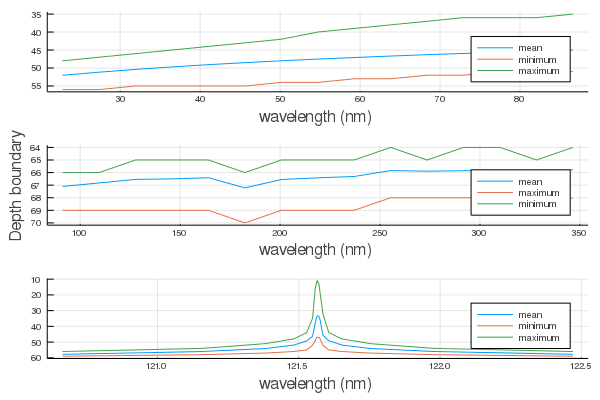 35
40
45
50
55
mean
minimum
maximum
30 40 50 60 70 80
wavelength (nm)
Depth boundary
64
65
66
67
68
69
70
mean
maximum
minimum
100 150 200 250 300 350
wavelength (nm)
10
20
30
40
50
60
mean
minimum
maximum
121.0 121.5 122.0 122.5
wavelength (nm)